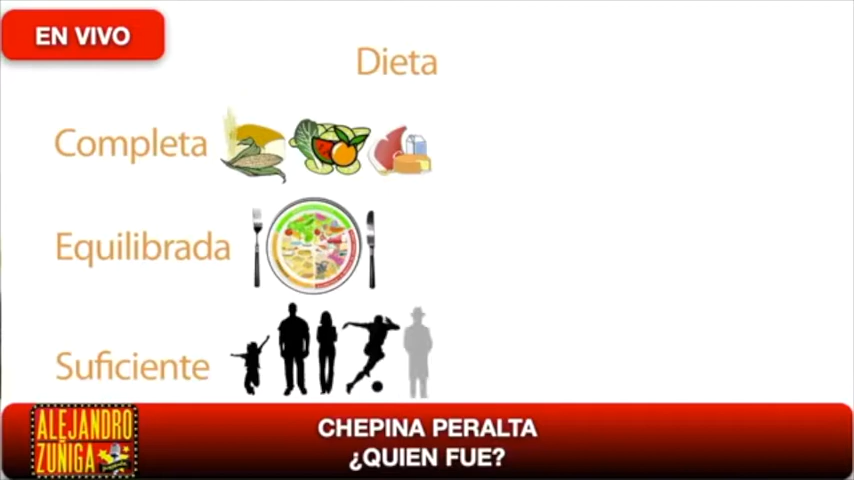 EN VIVO
Dieta
Completa
Equilibrada
Suficiente
ALEJANDRO
ZUÑIGA
CHEPINA PERALTA
¿QUIEN FUE?